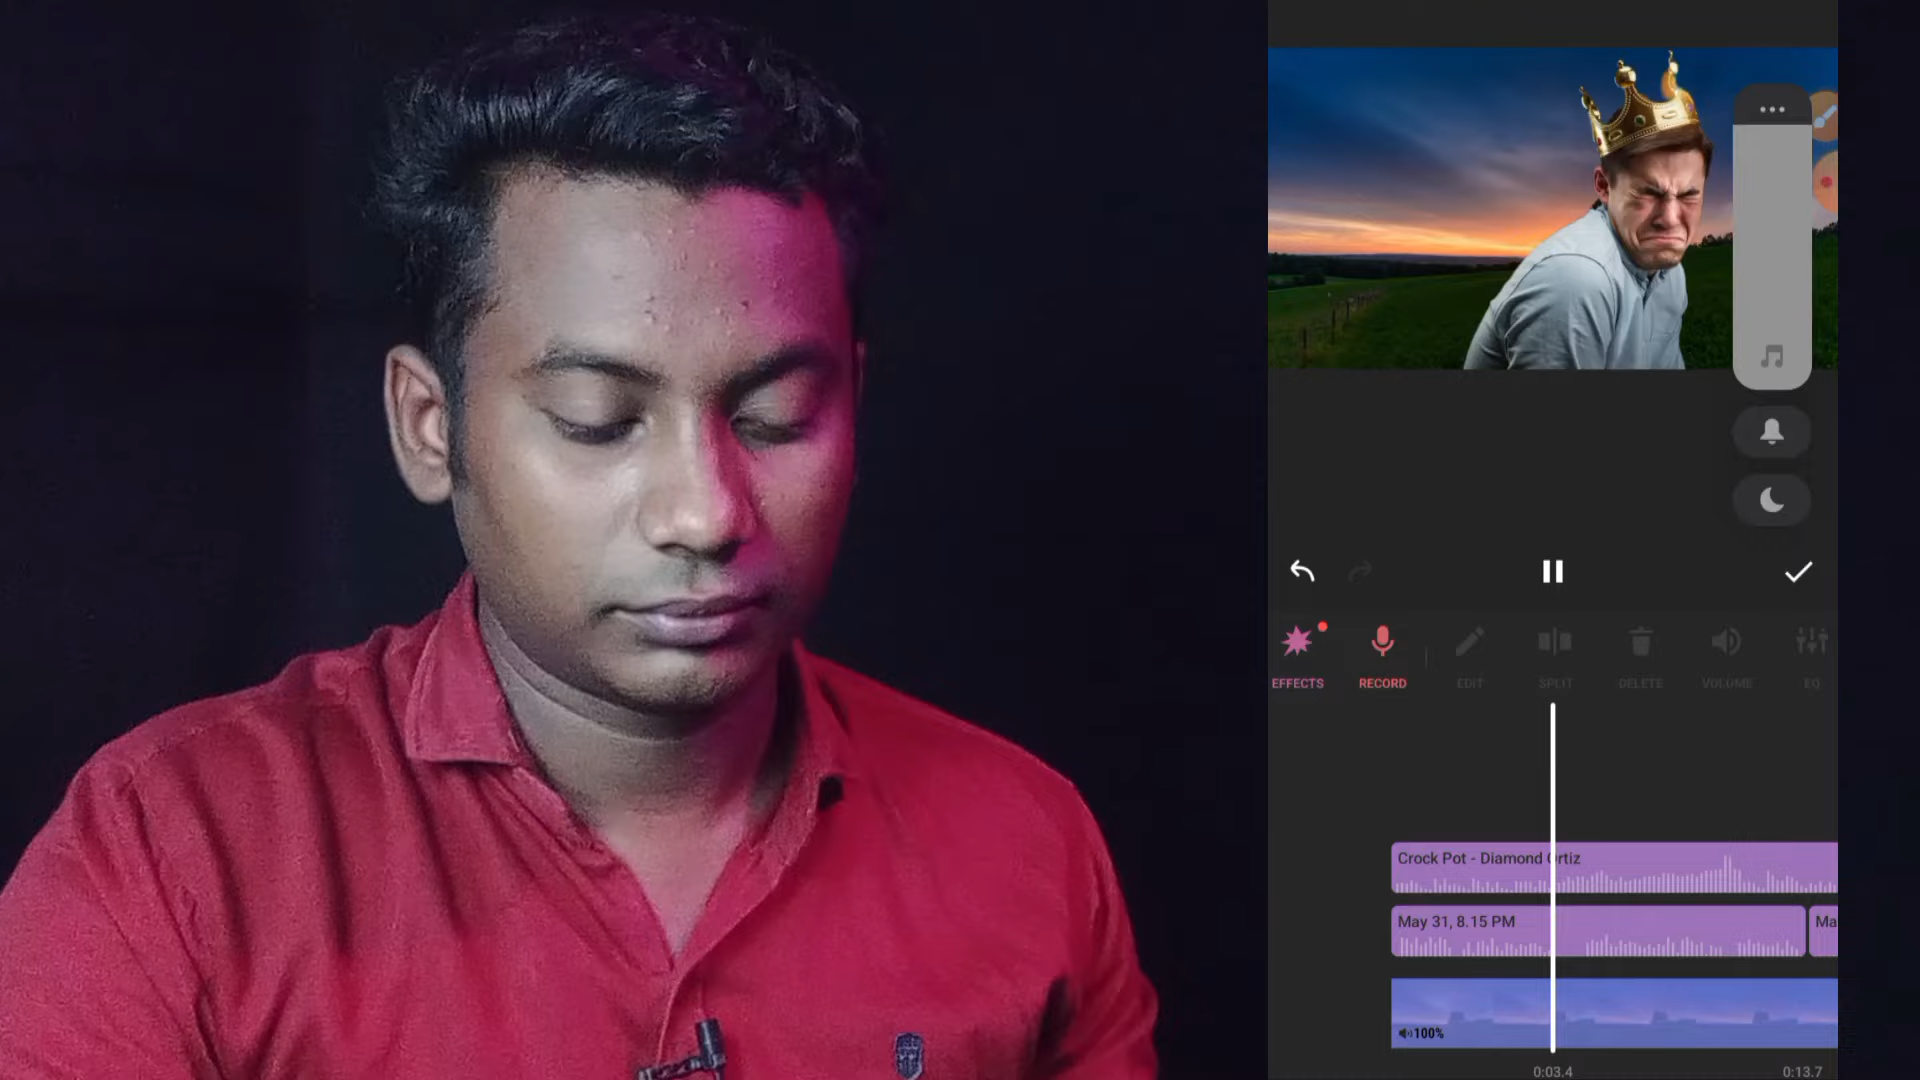 EFFECTS
RECORD
EDIT
SPLIT
DELETE
VOLUME
EQ
Crock Pot - Diamond Ortiz
May 31, 8.15 PM
Ma
100%
0:03.4
0:13.7